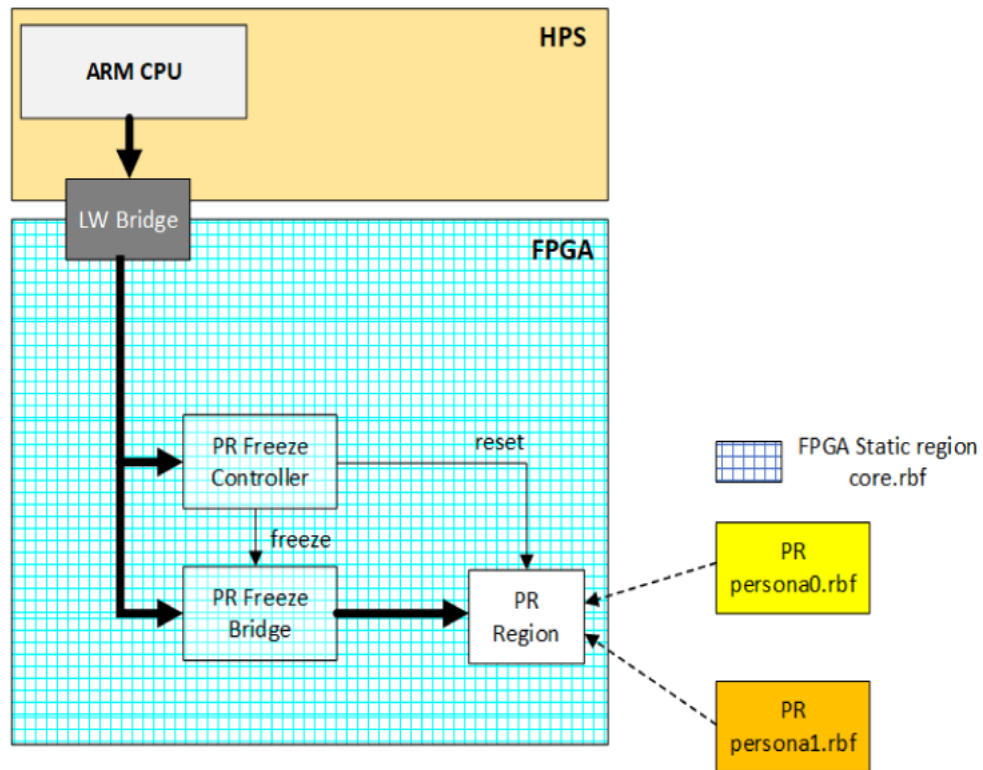 HPS
ARM CPU
LW Bridge
FPGA
PR Freeze
Controller
reset
freeze
PR Freeze
Bridge
PR
Region
FPGA Static region
core.rbf
PR
persona0.rbf
PR
persona1.rbf